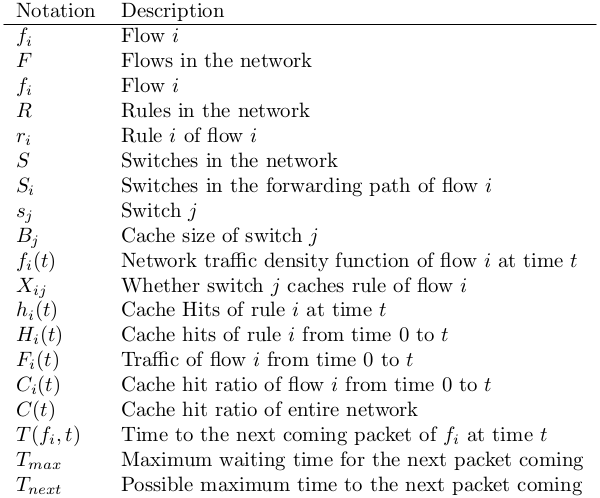 Notation Description
f_i Flow i
F Flows in the network
f_i Flow i
R Rules in the network
r_i Rule i of flow i
S Switches in the network
S_i Switches in the forwarding path of flow i
s_j Switch j
B_j Cache size of switch j
f_i(t) Network traffic density function of flow i at time t
X_{ij} Whether switch j caches rule of flow i
h_i(t) Cache Hits of rule i at time t
H_i(t) Cache hits of rule i from time 0 to t
F_i(t) Traffic of flow i from time 0 to t
C_i(t) Cache hit ratio of flow i from time 0 to t
C(t) Cache hit ratio of entire network
T(f_i, t) Time to the next coming packet of f_i at time t
T_{max} Maximum waiting time for the next packet coming
T_{next} Possible maximum time to the next packet coming